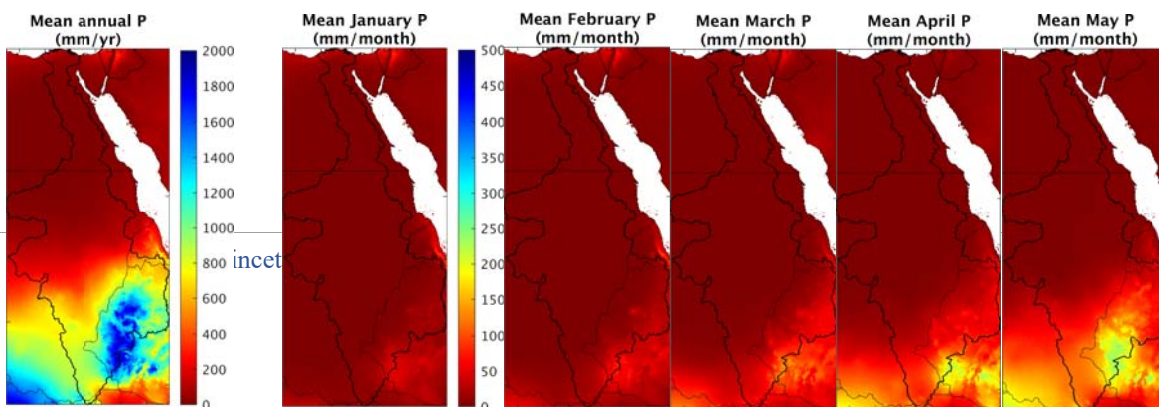 Mean annual P
(mm/yr)
2000
1800
1600
1400
1200
1000
800
600
400
200
0
incet
Mean January P
(mm/month)
500
450
400
350
300
250
200
150
100
50
0
Mean February P
(mm/month)
Mean March P
(mm/month)
Mean April P
(mm/month)
Mean May P
(mm/month)